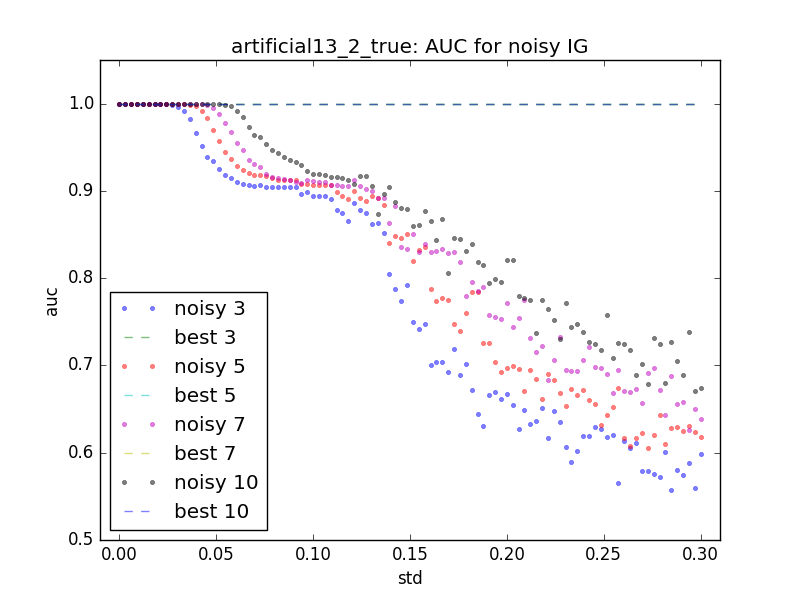 artificial13_2_true: AUC for noisy IG
auc
1.0
0.9
0.8
0.7
0.6
0.5
noisy 3
best 3
noisy 5
best 5
noisy 7
best 7
noisy 10
best 10
0.00 0.05 0.10 0.15 0.20 0.25 0.30
std